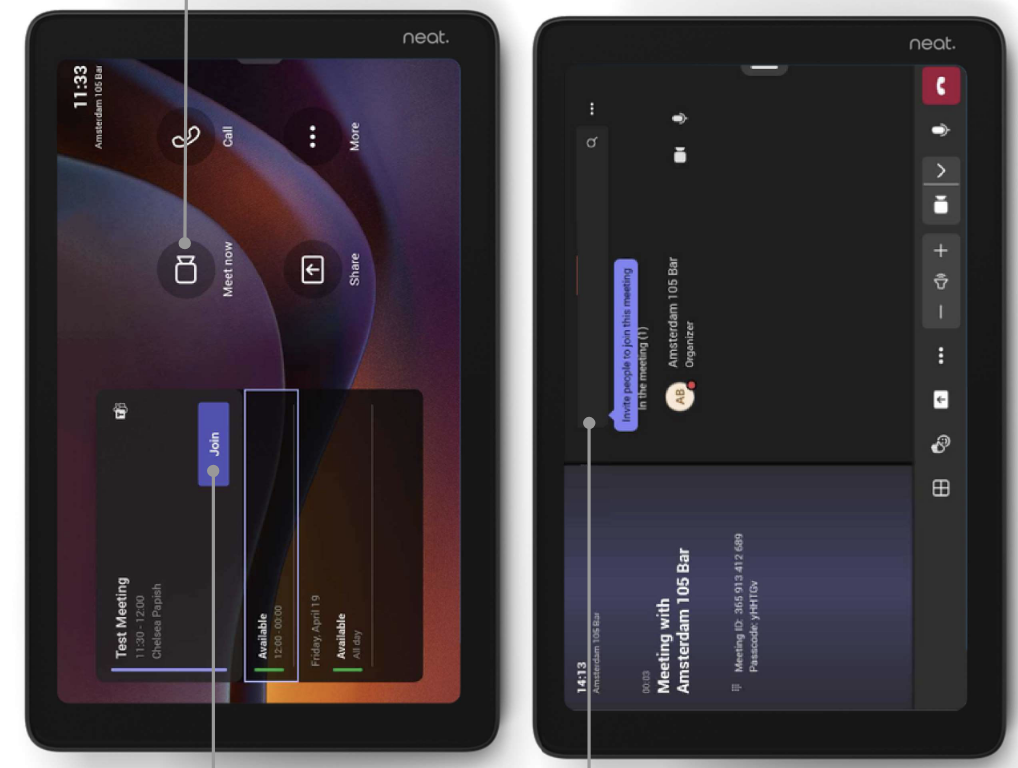 neat.
11:33
Amsterdam 105 Bar
Meet now
Call
Share
More
Test Meeting
11:30 - 12:00
Chelsea Papish
Join
Available
12:00 - 00:00
Friday, April 19
Available
All day
neat.
14:13
Amsterdam 105 Bar
00:03
Meeting with
Amsterdam 105 Bar
Meeting ID: 365 913 412 689
Passcode: yHHTGv
Invite people to join this meeting
In the meeting (1)
AB
Amsterdam 105 Bar
Organizer